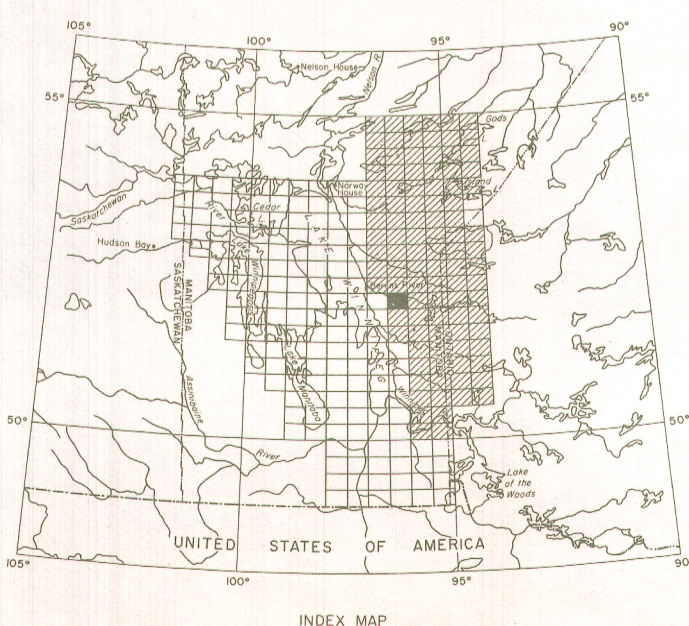 105°
100°
95°
90°
Nelson House
Nelson R.
55°
55°
Gods
L.
Norway
House
Island
L.
Saskatchewan
River
Cedar
L.
LAKE
Hudson Bay
Lake
Winnipegosis
WINNIPEG
Berens River
MANITOBA
SASKATCHEWAN
ONTARIO
MANITOBA
Lake
Manitoba
Assiniboine
River
50°
50°
Lake
of the
Woods
UNITED STATES OF AMERICA
105°
100°
95°
90
INDEX MAP